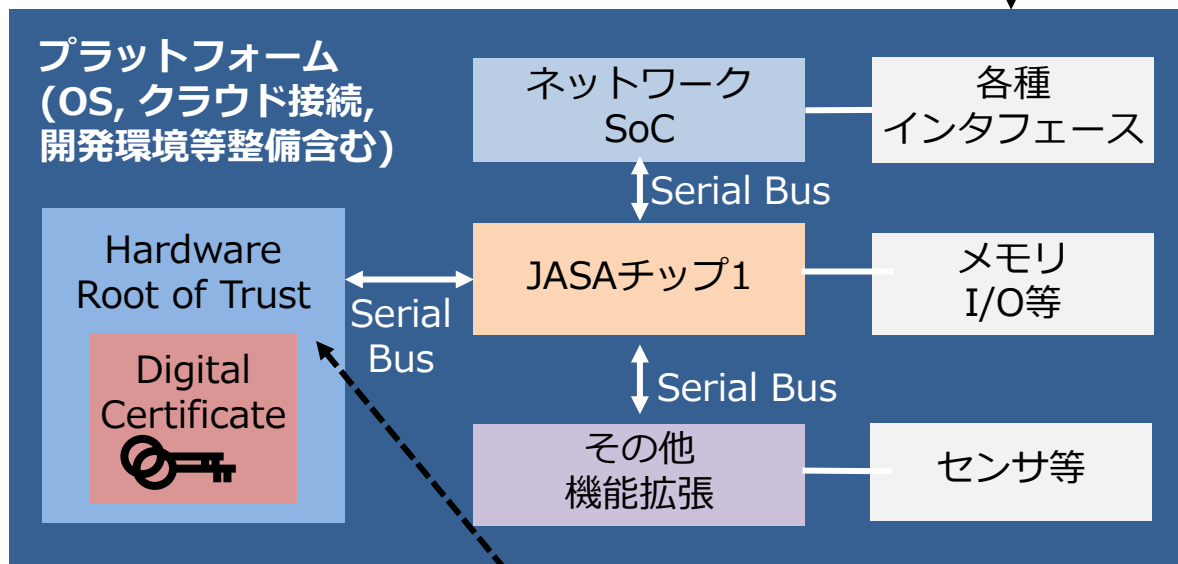 プラットフォーム
(OS, クラウド接続,
開発環境等整備含む)
ネットワーク
SoC
各種
インタフェース
Serial Bus
Hardware
Root of Trust
Serial
Bus
JASAチップ1
メモリ
I/O等
Digital
Certificate
Serial Bus
その他
機能拡張
センサ等